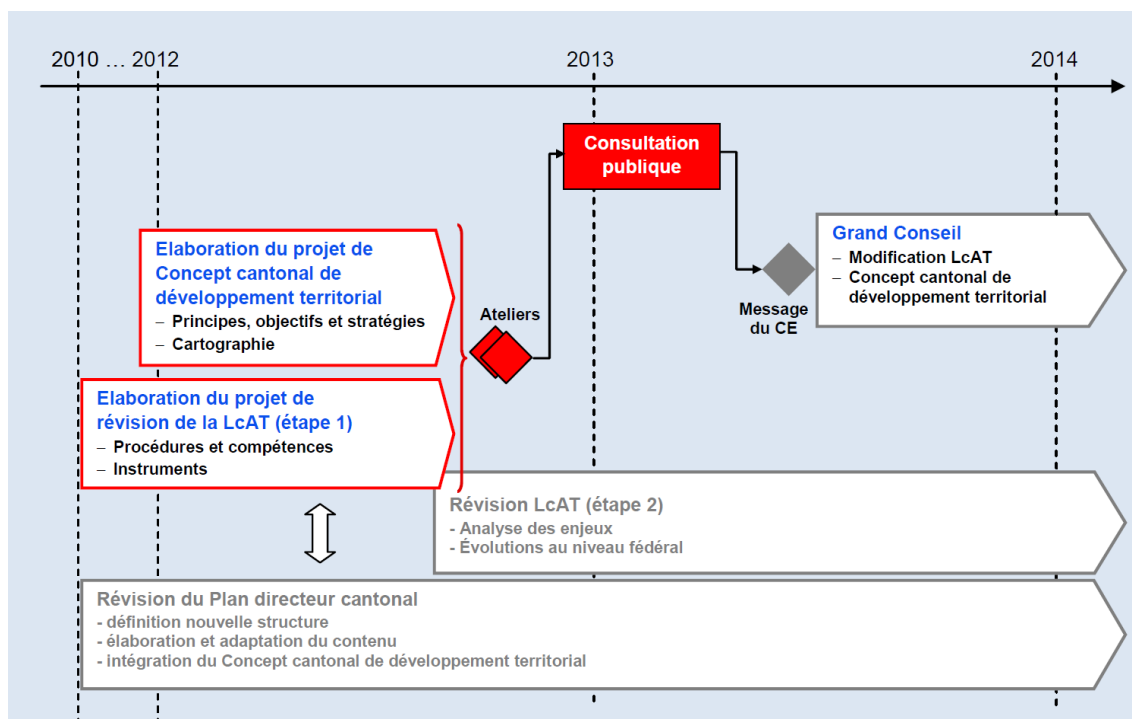 2010 … 2012
2013
2014
Consultation
publique
Elaboration du projet de
Concept cantonal de
développement territorial
– Principes, objectifs et stratégies
– Cartographie
Ateliers
Message
du CE
Grand Conseil
– Modification LcAT
– Concept cantonal de
développement territorial
Elaboration du projet de
révision de la LcAT (étape 1)
– Procédures et compétences
– Instruments
Révision LcAT (étape 2)
- Analyse des enjeux
- Évolutions au niveau fédéral
Révision du Plan directeur cantonal
- définition nouvelle structure
- élaboration et adaptation du contenu
- intégration du Concept cantonal de développement territorial